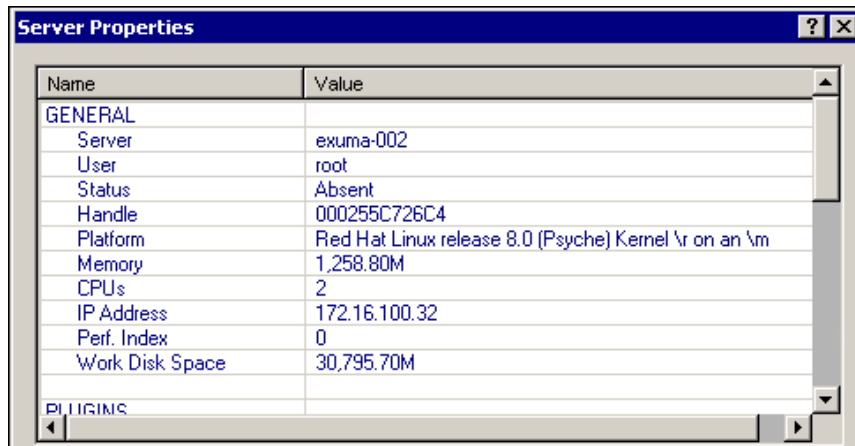 Server Properties
Name Value
GENERAL
Server exuma-002
User root
Status Absent
Handle 000255C726C4
Platform Red Hat Linux release 8.0 (Psyche) Kernel \r on an \m
Memory 1,258.80M
CPUs 2
IP Address 172.16.100.32
Perf. Index 0
Work Disk Space 30,795.70M
PLUGINS